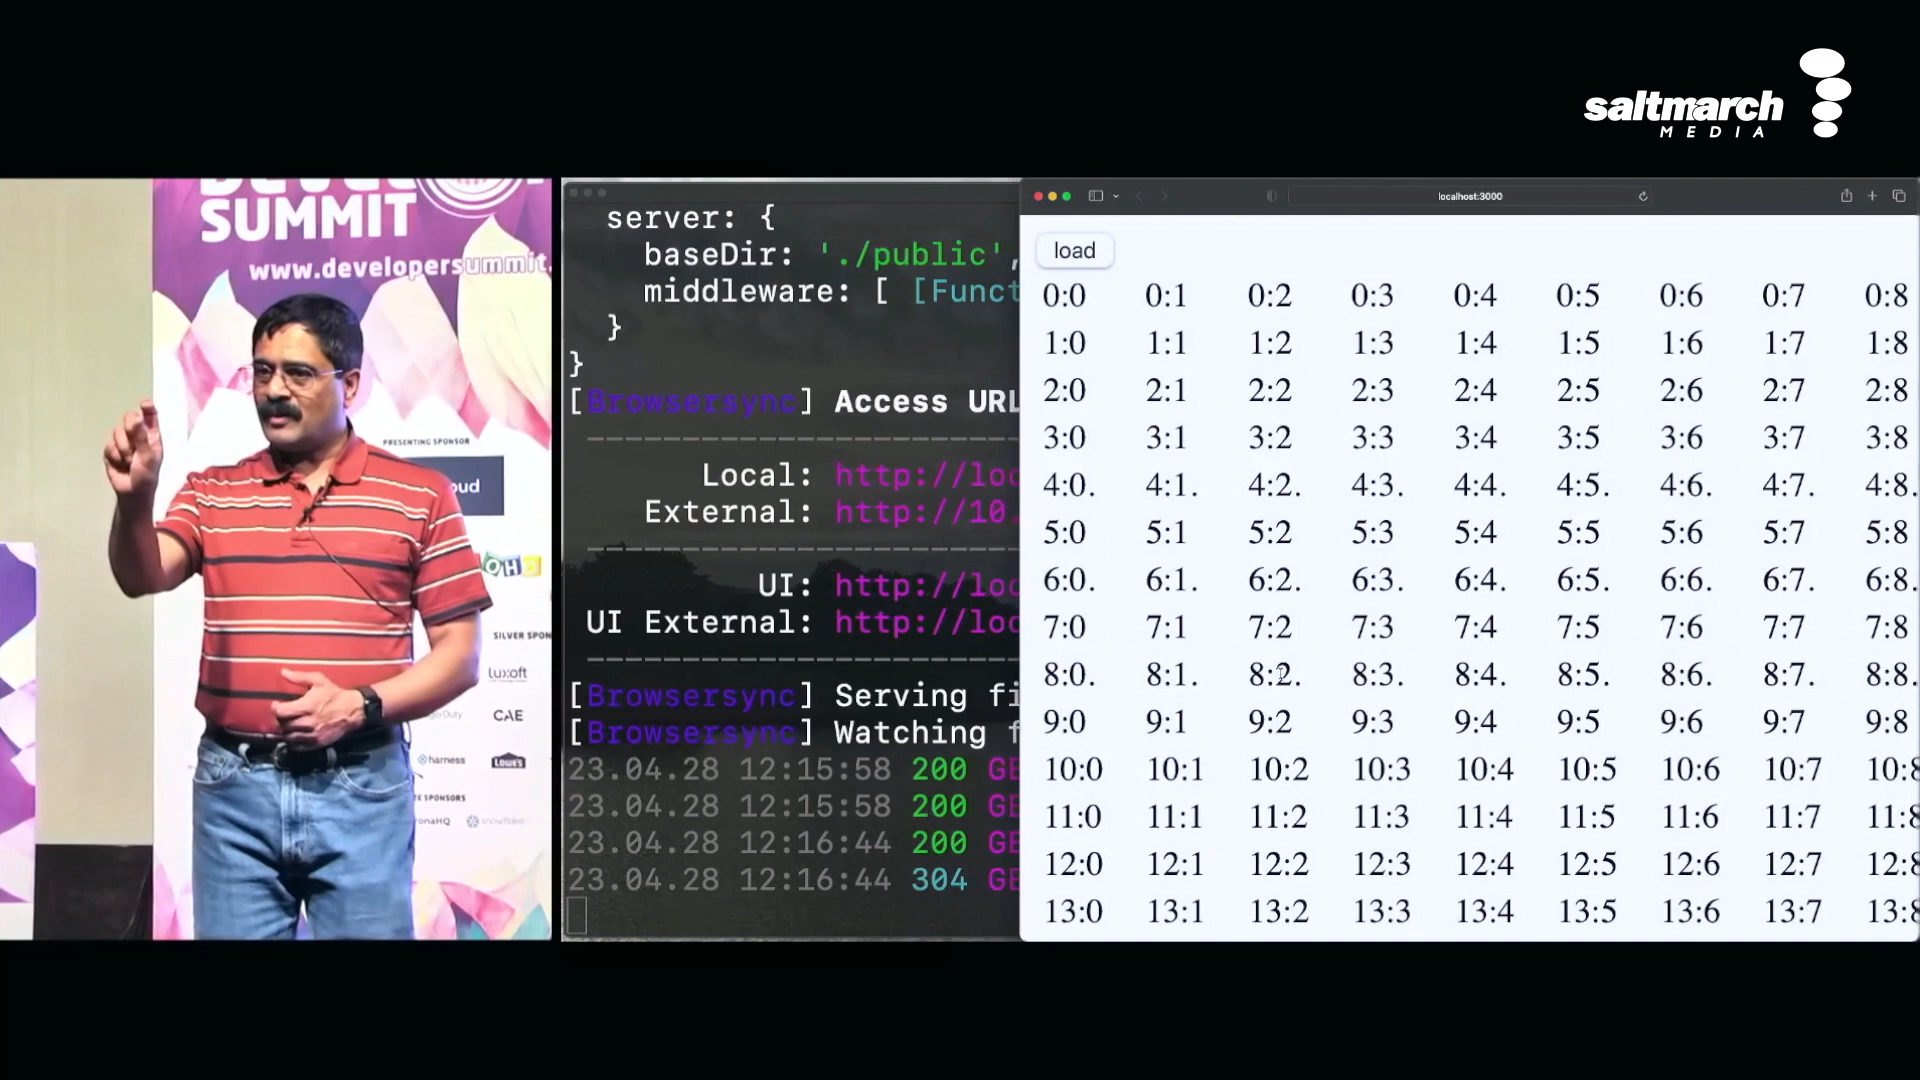 saltmarch
MEDIA
SUMMIT
www.developersummit.
PRESENTING SPONSOR
oud
OHO
SILVER SPON
Luxoft
gerDuty
CAE
harness
LOWE'S
TE SPONSORS
onaHQ
snowflake
server: {
baseDir: './public',
middleware: [ [Funct
}
}
[Browsersync] Access URL
Local: http://loc
External: http://10.
UI: http://loc
UI External: http://loc
[Browsersync] Serving fi
[Browsersync] Watching f
23.04.28 12:15:58 200 GE
23.04.28 12:15:58 200 GE
23.04.28 12:16:44 200 GE
23.04.28 12:16:44 304 GE
localhost:3000
load
0:0 0:1 0:2 0:3 0:4 0:5 0:6 0:7 0:8
1:0 1:1 1:2 1:3 1:4 1:5 1:6 1:7 1:8
2:0 2:1 2:2 2:3 2:4 2:5 2:6 2:7 2:8
3:0 3:1 3:2 3:3 3:4 3:5 3:6 3:7 3:8
4:0. 4:1. 4:2. 4:3. 4:4. 4:5. 4:6. 4:7. 4:8.
5:0 5:1 5:2 5:3 5:4 5:5 5:6 5:7 5:8
6:0. 6:1. 6:2. 6:3. 6:4. 6:5. 6:6. 6:7. 6:8.
7:0 7:1 7:2 7:3 7:4 7:5 7:6 7:7 7:8
8:0. 8:1. 8:2. 8:3. 8:4. 8:5. 8:6. 8:7. 8:8.
9:0 9:1 9:2 9:3 9:4 9:5 9:6 9:7 9:8
10:0 10:1 10:2 10:3 10:4 10:5 10:6 10:7 10:8
11:0 11:1 11:2 11:3 11:4 11:5 11:6 11:7 11:8
12:0 12:1 12:2 12:3 12:4 12:5 12:6 12:7 12:8
13:0 13:1 13:2 13:3 13:4 13:5 13:6 13:7 13:8